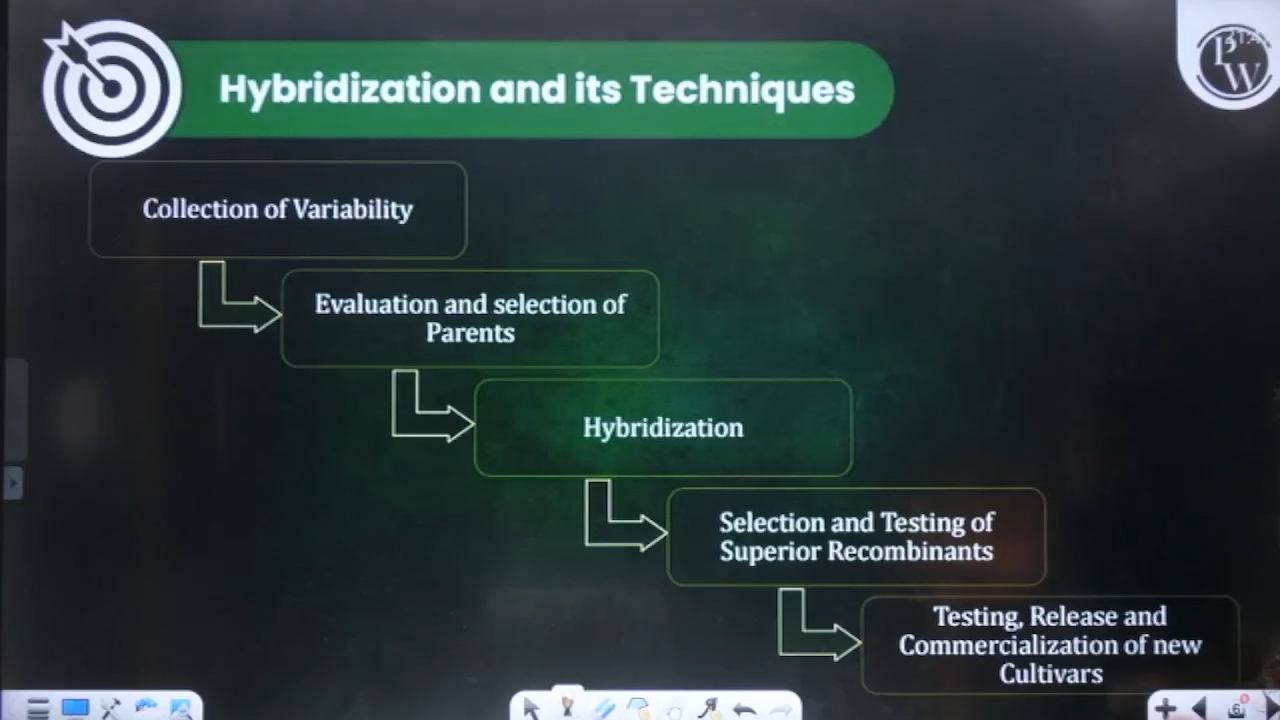 Hybridization and its Techniques
PW
Collection of Variability
Evaluation and selection of
Parents
Hybridization
Selection and Testing of
Superior Recombinants
Testing, Release and
Commercialization of new
Cultivars